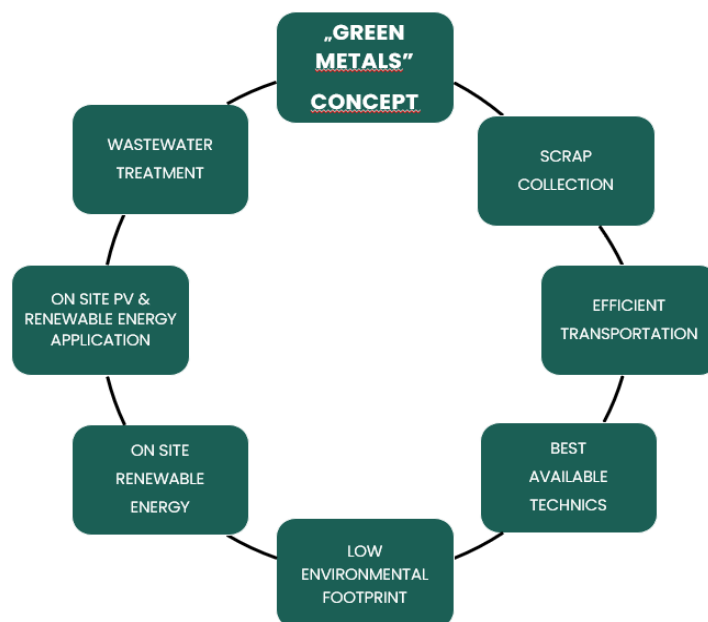 „GREEN
METALS”
CONCEPT
SCRAP
COLLECTION
EFFICIENT
TRANSPORTATION
BEST
AVAILABLE
TECHNICS
LOW
ENVIRONMENTAL
FOOTPRINT
ON SITE
RENEWABLE
ENERGY
ON SITE PV &
RENEWABLE ENERGY
APPLICATION
WASTEWATER
TREATMENT